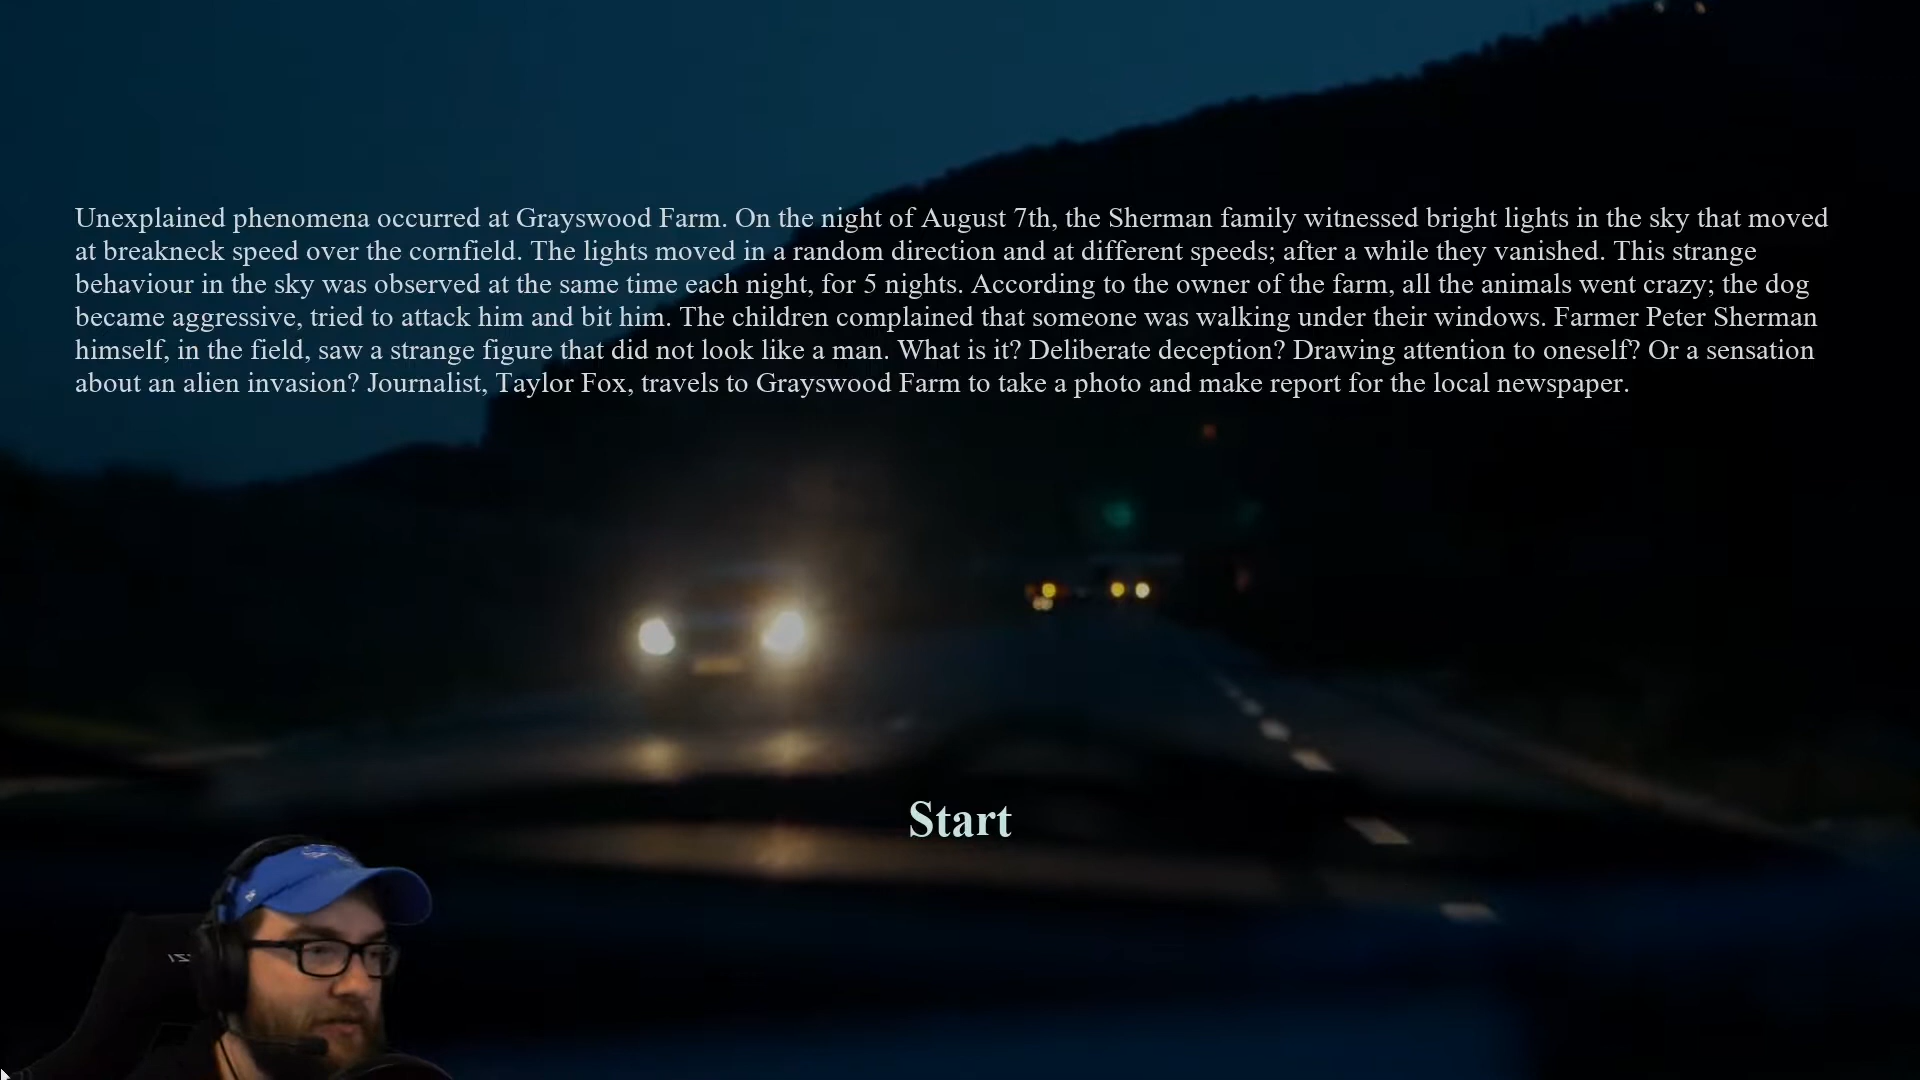 Unexplained phenomena occurred at Grayswood Farm. On the night of August 7th, the Sherman family witnessed bright lights in the sky that moved
at breakneck speed over the cornfield. The lights moved in a random direction and at different speeds; after a while they vanished. This strange
behaviour in the sky was observed at the same time each night, for 5 nights. According to the owner of the farm, all the animals went crazy; the dog
became aggressive, tried to attack him and bit him. The children complained that someone was walking under their windows. Farmer Peter Sherman
himself, in the field, saw a strange figure that did not look like a man. What is it? Deliberate deception? Drawing attention to oneself? Or a sensation
about an alien invasion? Journalist, Taylor Fox, travels to Grayswood Farm to take a photo and make report for the local newspaper.
Start